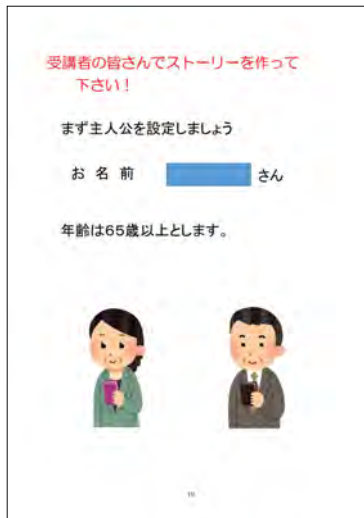 受講者の皆さんでストーリーを作って
下さい！
まず主人公を設定しましょう
お 名 前 さん
年齢は65歳以上とします。